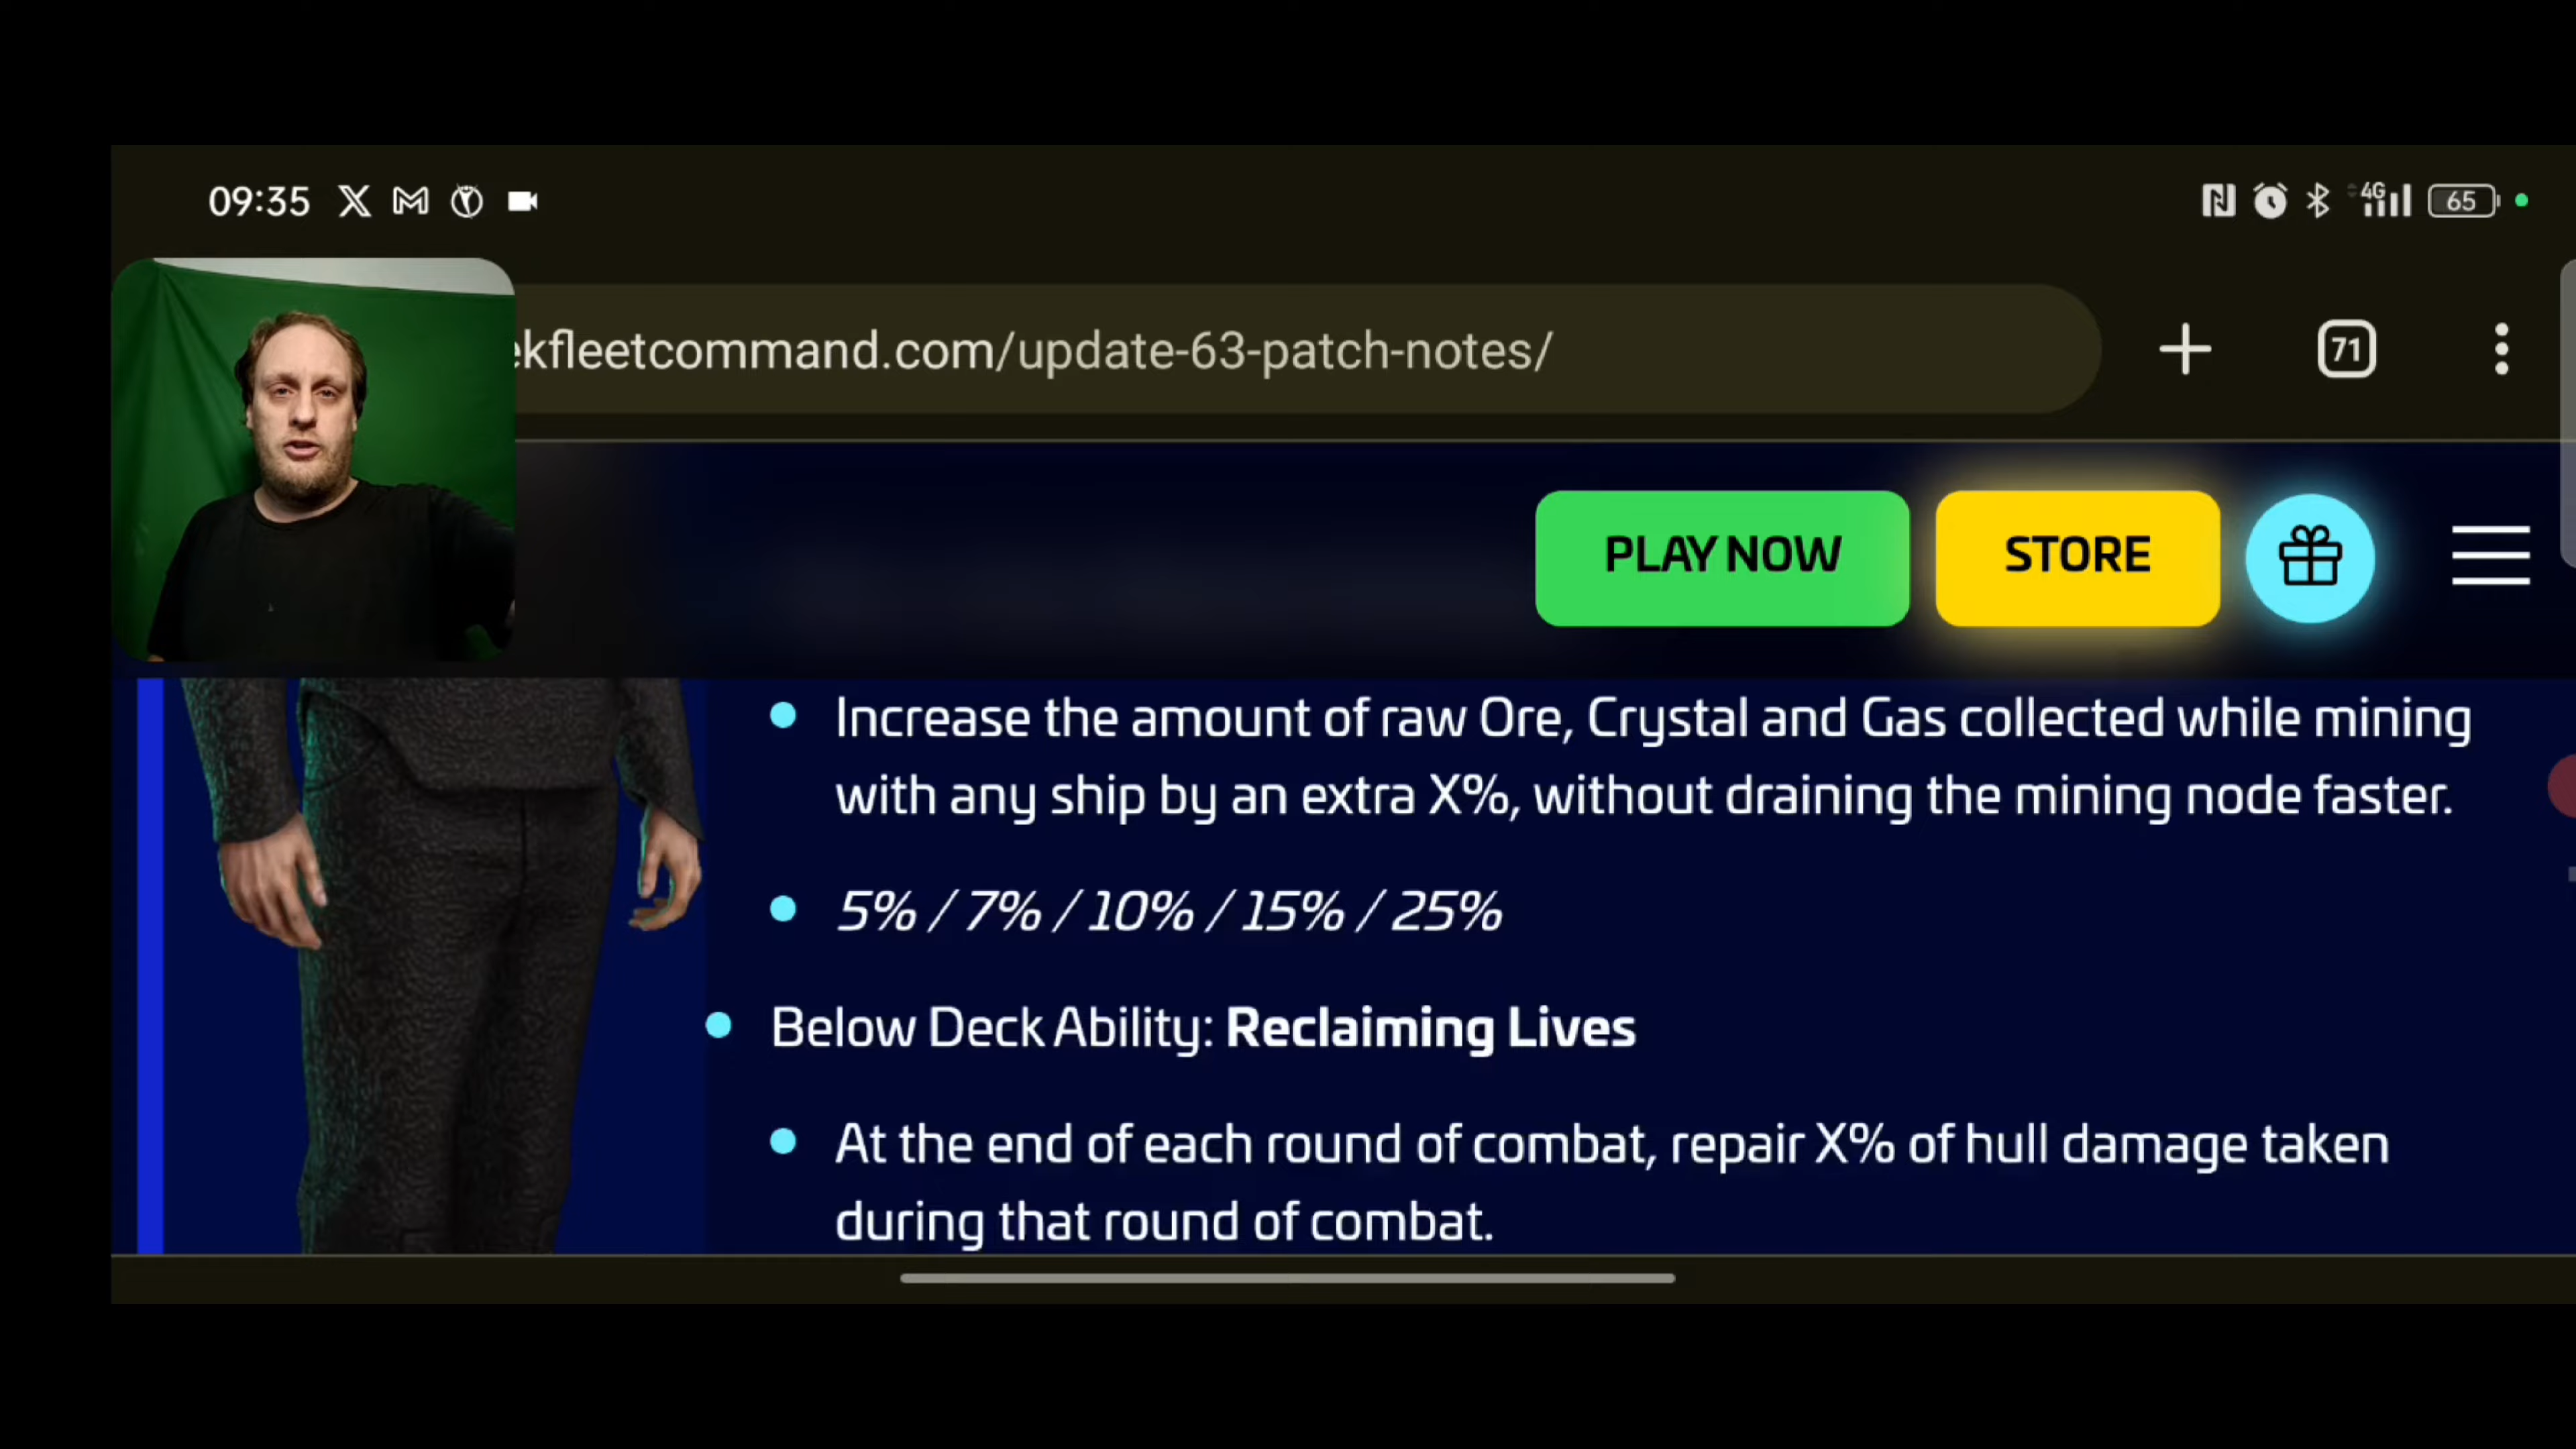 09:35
4G
65
ekfleetcommand.com/update-63-patch-notes/
71
PLAY NOW
STORE
Increase the amount of raw Ore, Crystal and Gas collected while mining
with any ship by an extra X%, without draining the mining node faster.
5% / 7% / 10% / 15% / 25%
Below Deck Ability: Reclaiming Lives
At the end of each round of combat, repair X% of hull damage taken
during that round of combat.